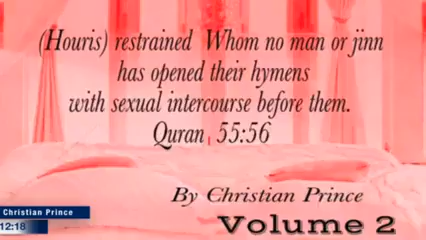 (Houris) restrained Whom no man or jinn
has opened their hymens
with sexual intercourse before them.
Quran 55:56
By Christian Prince
Volume 2
Christian Prince
12:18